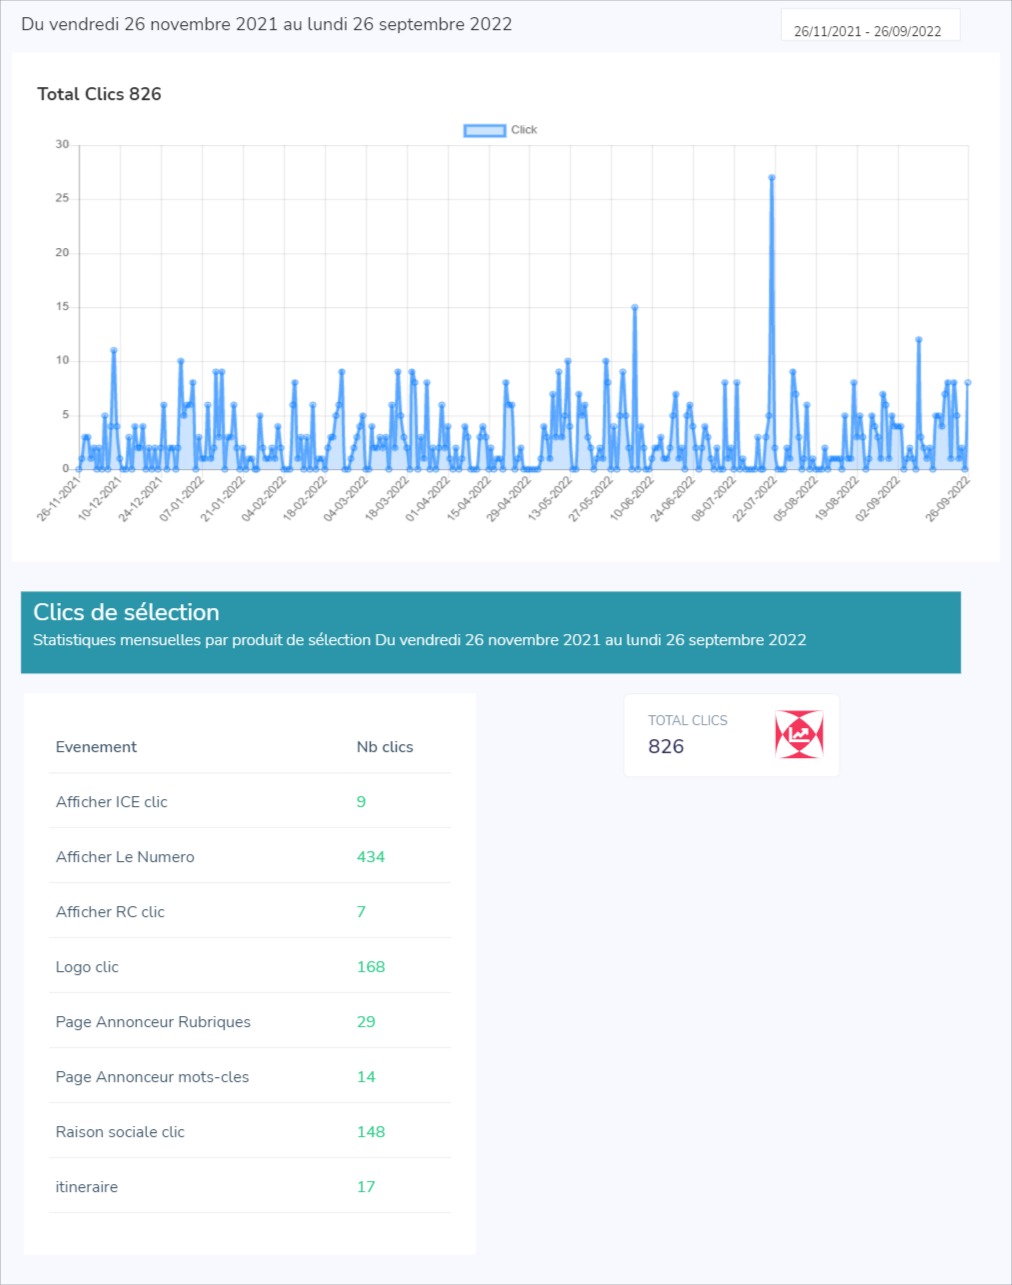 Du vendredi 26 novembre 2021 au lundi 26 septembre 2022
26/11/2021 - 26/09/2022
Total Clics 826
Click
30
25
20
15
10
5
0
26-11-2021
10-12-2021
24-12-2021
07-01-2022
21-01-2022
04-02-2022
18-02-2022
04-03-2022
18-03-2022
01-04-2022
15-04-2022
29-04-2022
13-05-2022
27-05-2022
10-06-2022
24-06-2022
08-07-2022
22-07-2022
05-08-2022
19-08-2022
02-09-2022
26-09-2022
Clics de sélection
Statistiques mensuelles par produit de sélection Du vendredi 26 novembre 2021 au lundi 26 septembre 2022
Evenement Nb clics
Afficher ICE clic 9
Afficher Le Numero 434
Afficher RC clic 7
Logo clic 168
Page Annonceur Rubriques 29
Page Annonceur mots-cles 14
Raison sociale clic 148
itineraire 17
TOTAL CLICS
826